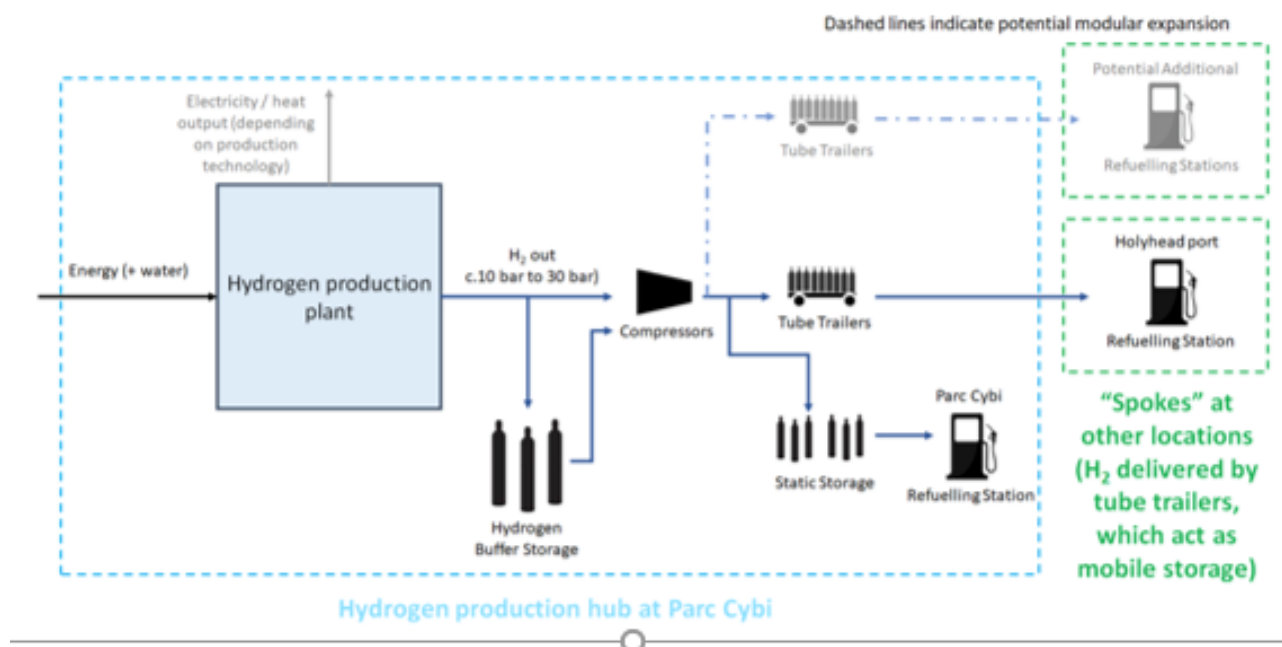 Dashed lines indicate potential modular expansion
Electricity / heat
output (depending
on production
technology)
Tube Trailers
Potential Additional
Refuelling Stations
Energy (+ water)
Hydrogen production
plant
H₂ out
c.10 bar to 30 bar)
Compressors
Tube Trailers
Holyhead port
Refuelling Station
Hydrogen
Buffer Storage
Static Storage
Parc Cybi
Refuelling Station
“Spokes” at
other locations
(H₂ delivered by
tube trailers,
which act as
mobile storage)
Hydrogen production hub at Parc Cybi